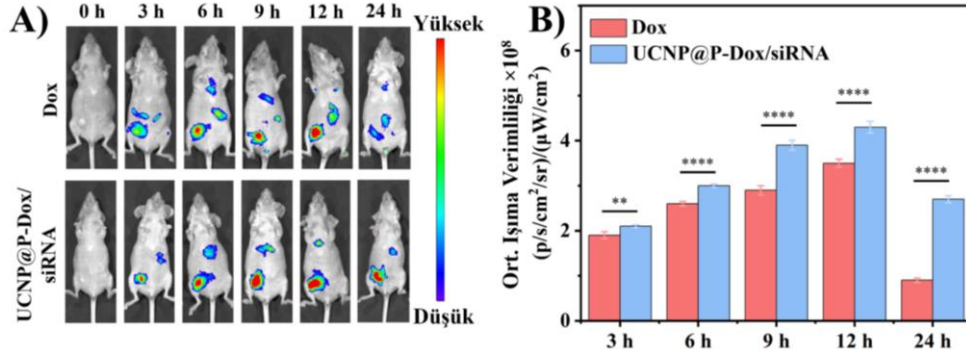 A)
0 h 3 h 6 h 9 h 12 h 24 h
Dox
UCNP@P-Dox/
siRNA
Yüksek
Düşük
B)
Ort. Işıma Verimliliği ×10⁸
(p/s/cm²/sr)/(µW/cm²)
6
4
2
0
Dox
UCNP@P-Dox/siRNA
** **** **** **** ****
3 h 6 h 9 h 12 h 24 h